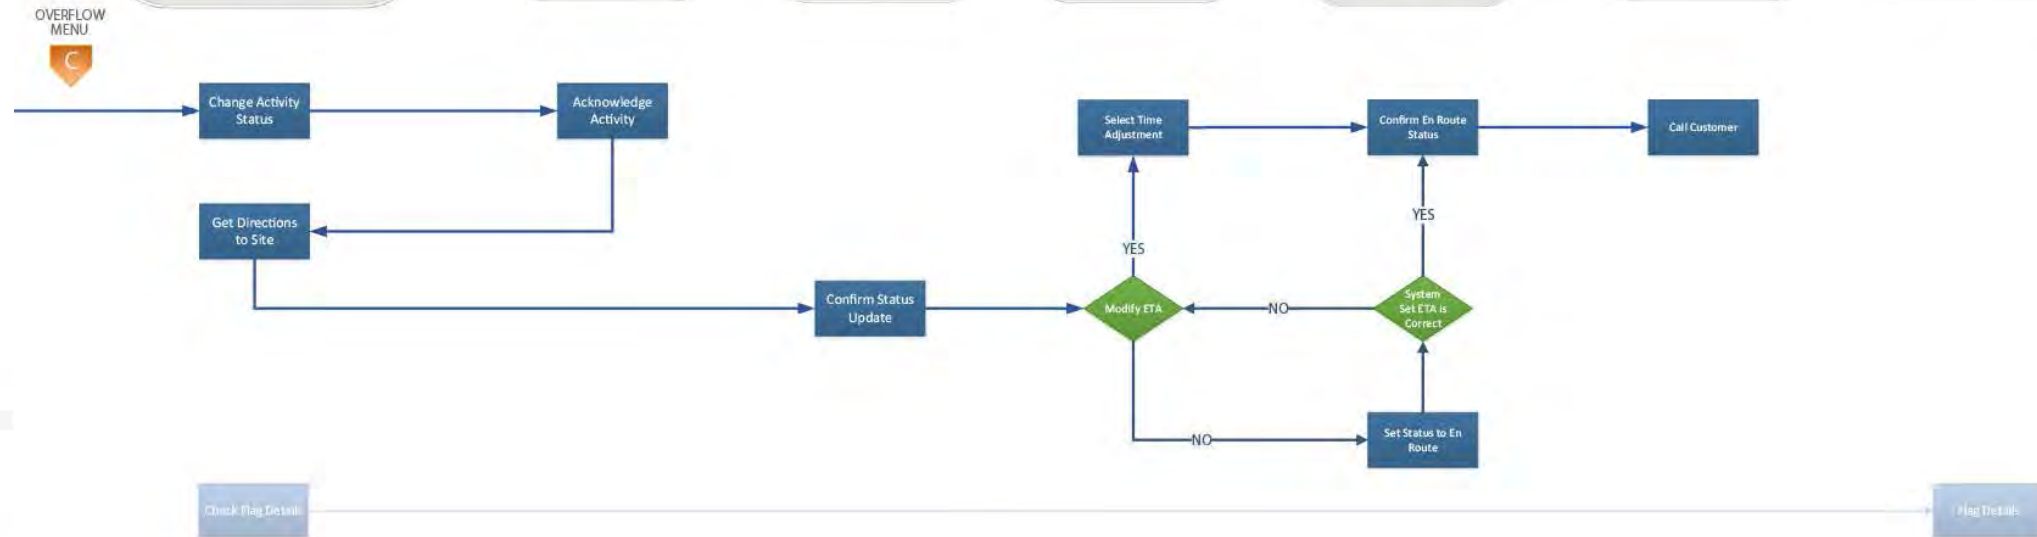 OVERFLOW
MENU
C
Change Activity
Status
Acknowledge
Activity
Select Time
Adjustment
Confirm En Route
Status
Call Customer
Get Directions
to Site
YES
YES
Confirm Status
Update
Modify ETA
NO
System
Set ETA is
Correct
NO
Set Status to En
Route
Check Flag Details
Flag Details